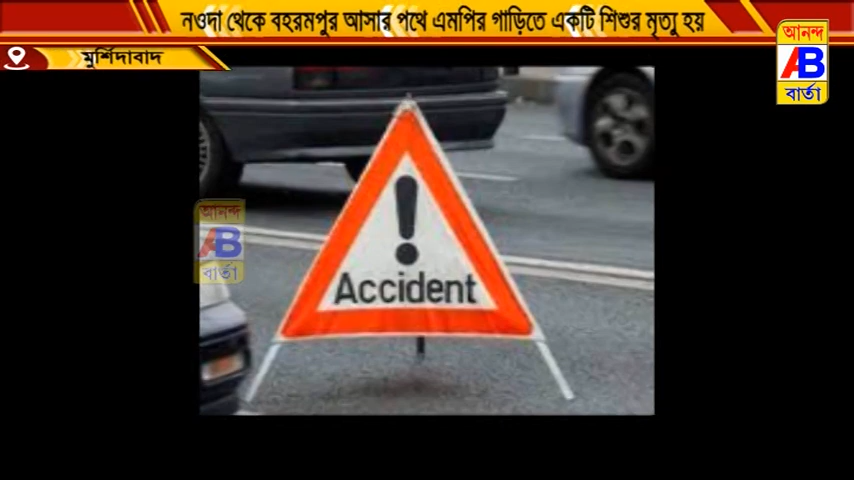 নওদা থেকে বহরমপুর আসার পথে এমপির গাড়িতে একটি শিশুর মৃত্যু হয়
মুর্শিদাবাদ
আনন্দ
AB
বার্তা
আনন্দ
AB
বার্তা
Accident